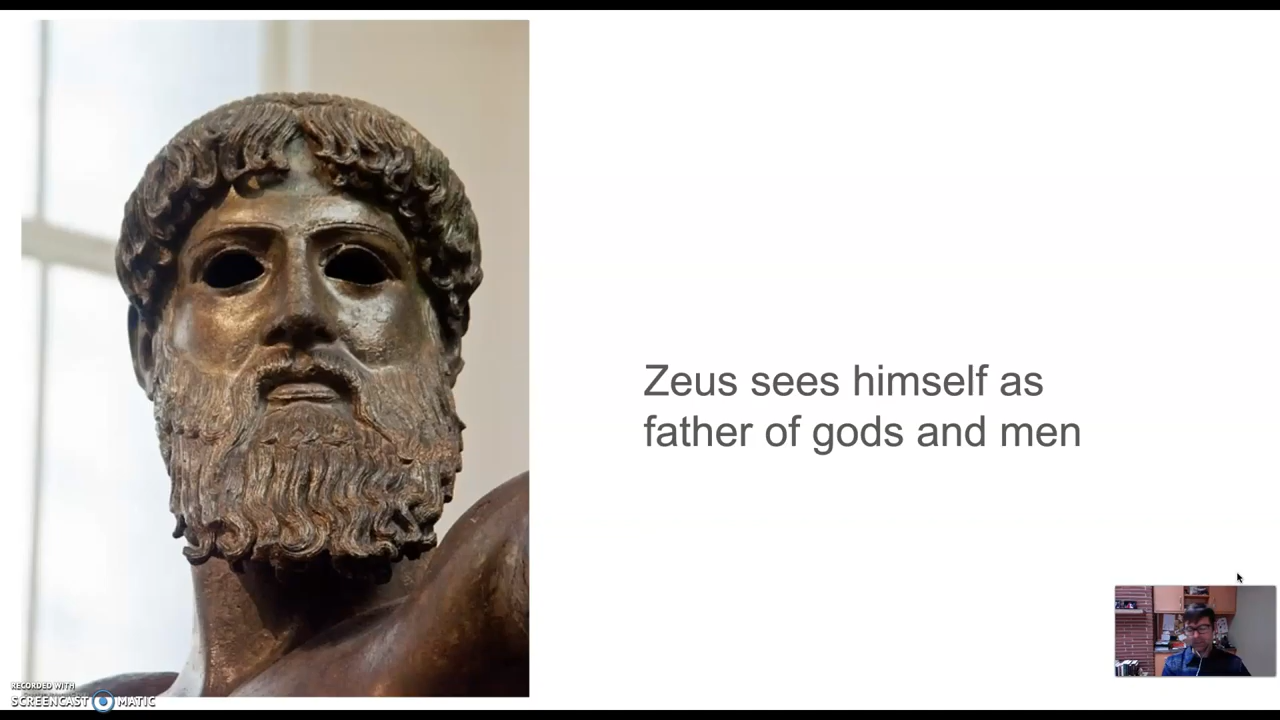 Zeus sees himself as
father of gods and men
RECORDED WITH
SCREENCAST MATIC